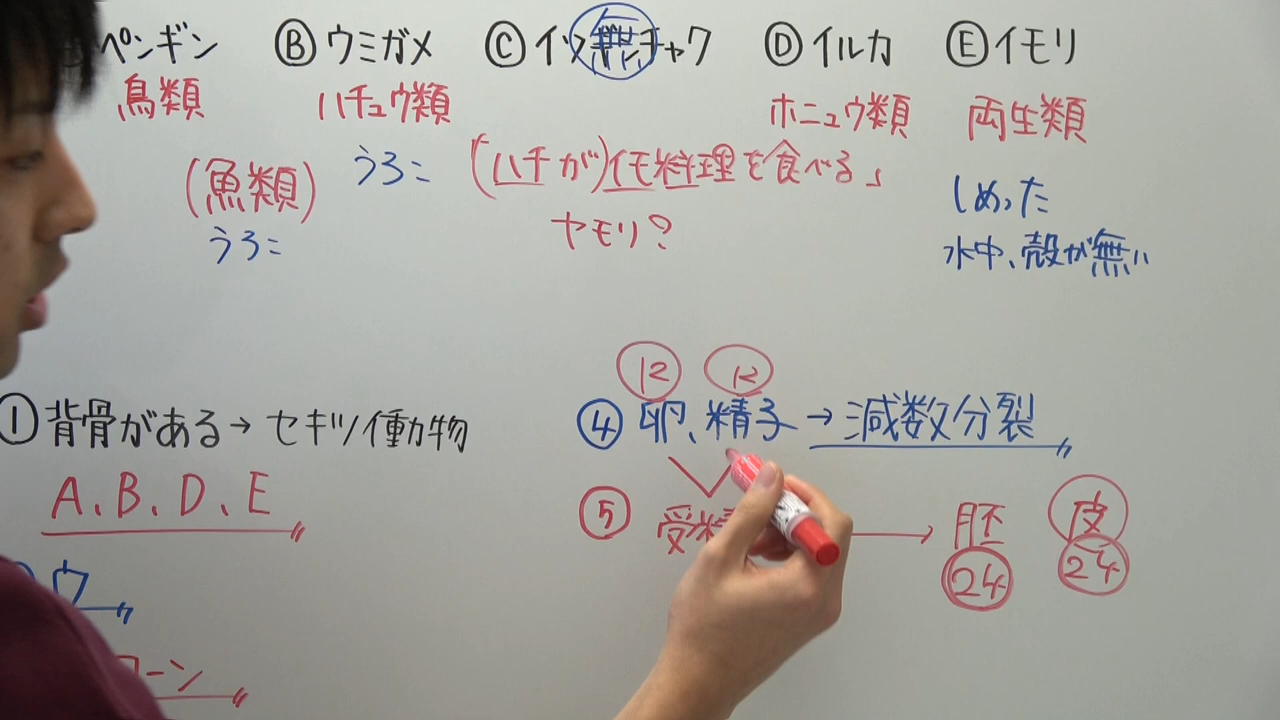 ペンギン Ⓑウミガメ Ⓒイソ チャク Ⓓイルカ Ⓔイモリ
無
鳥類 ハチュウ類 ホニュウ類 両生類
(魚類) うろこ (ハチが)イモ料理を食べる」 しめった
うろこ ヤモリ? 水中、殻が無い
12 12
①背骨がある→セキツイ動物 ④卵、精子→減数分裂
A、B、D、E ⑤受精 → 胚 皮
24 24
ウ
ーン